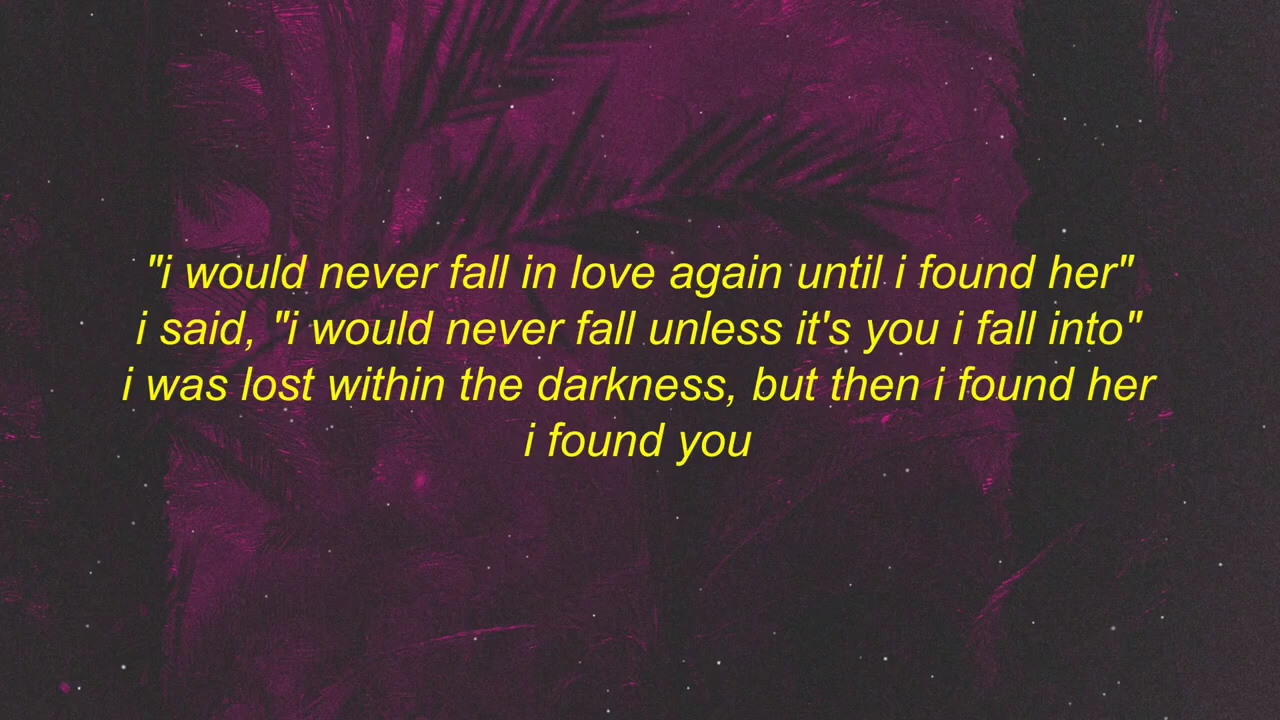 "i would never fall in love again until i found her"
i said, "i would never fall unless it's you i fall into"
i was lost within the darkness, but then i found her
i found you